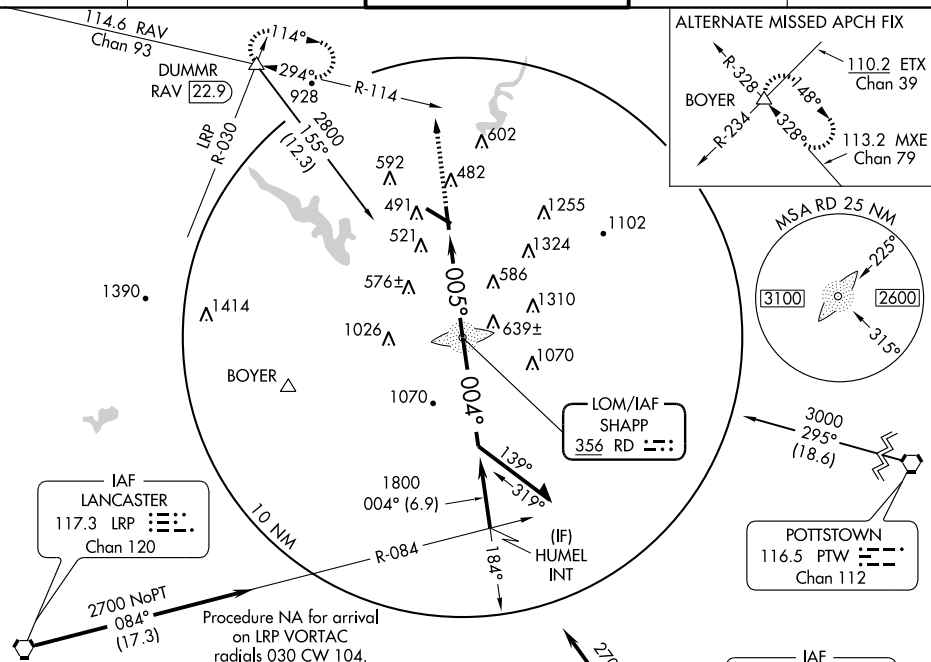 114.6 RAV
Chan 93
DUMMR
RAV 22.9
114°
294°
928
R-114
LRP
R-030
2800
155°
(12.3)
ALTERNATE MISSED APCH FIX
R-328
110.2 ETX
Chan 39
BOYER
148°
328°
R-234
113.2 MXE
Chan 79
602
592
482
491
1255
521
1102
1324
576±
586
1390
1414
1310
1026
639±
1070
005°
MSA RD 25 NM
225°
3100
2600
315°
BOYER
1070
004°
LOM/IAF
SHAPP
356 RD
3000
295°
(18.6)
139°
319°
1800
004° (6.9)
IAF
LANCASTER
117.3 LRP
Chan 120
10 NM
R-084
(IF)
HUMEL
INT
184°
POTTSTOWN
116.5 PTW
Chan 112
2700 NoPT
084°
(17.3)
Procedure NA for arrival
on LRP VORTAC
radials 030 CW 104.
IAF